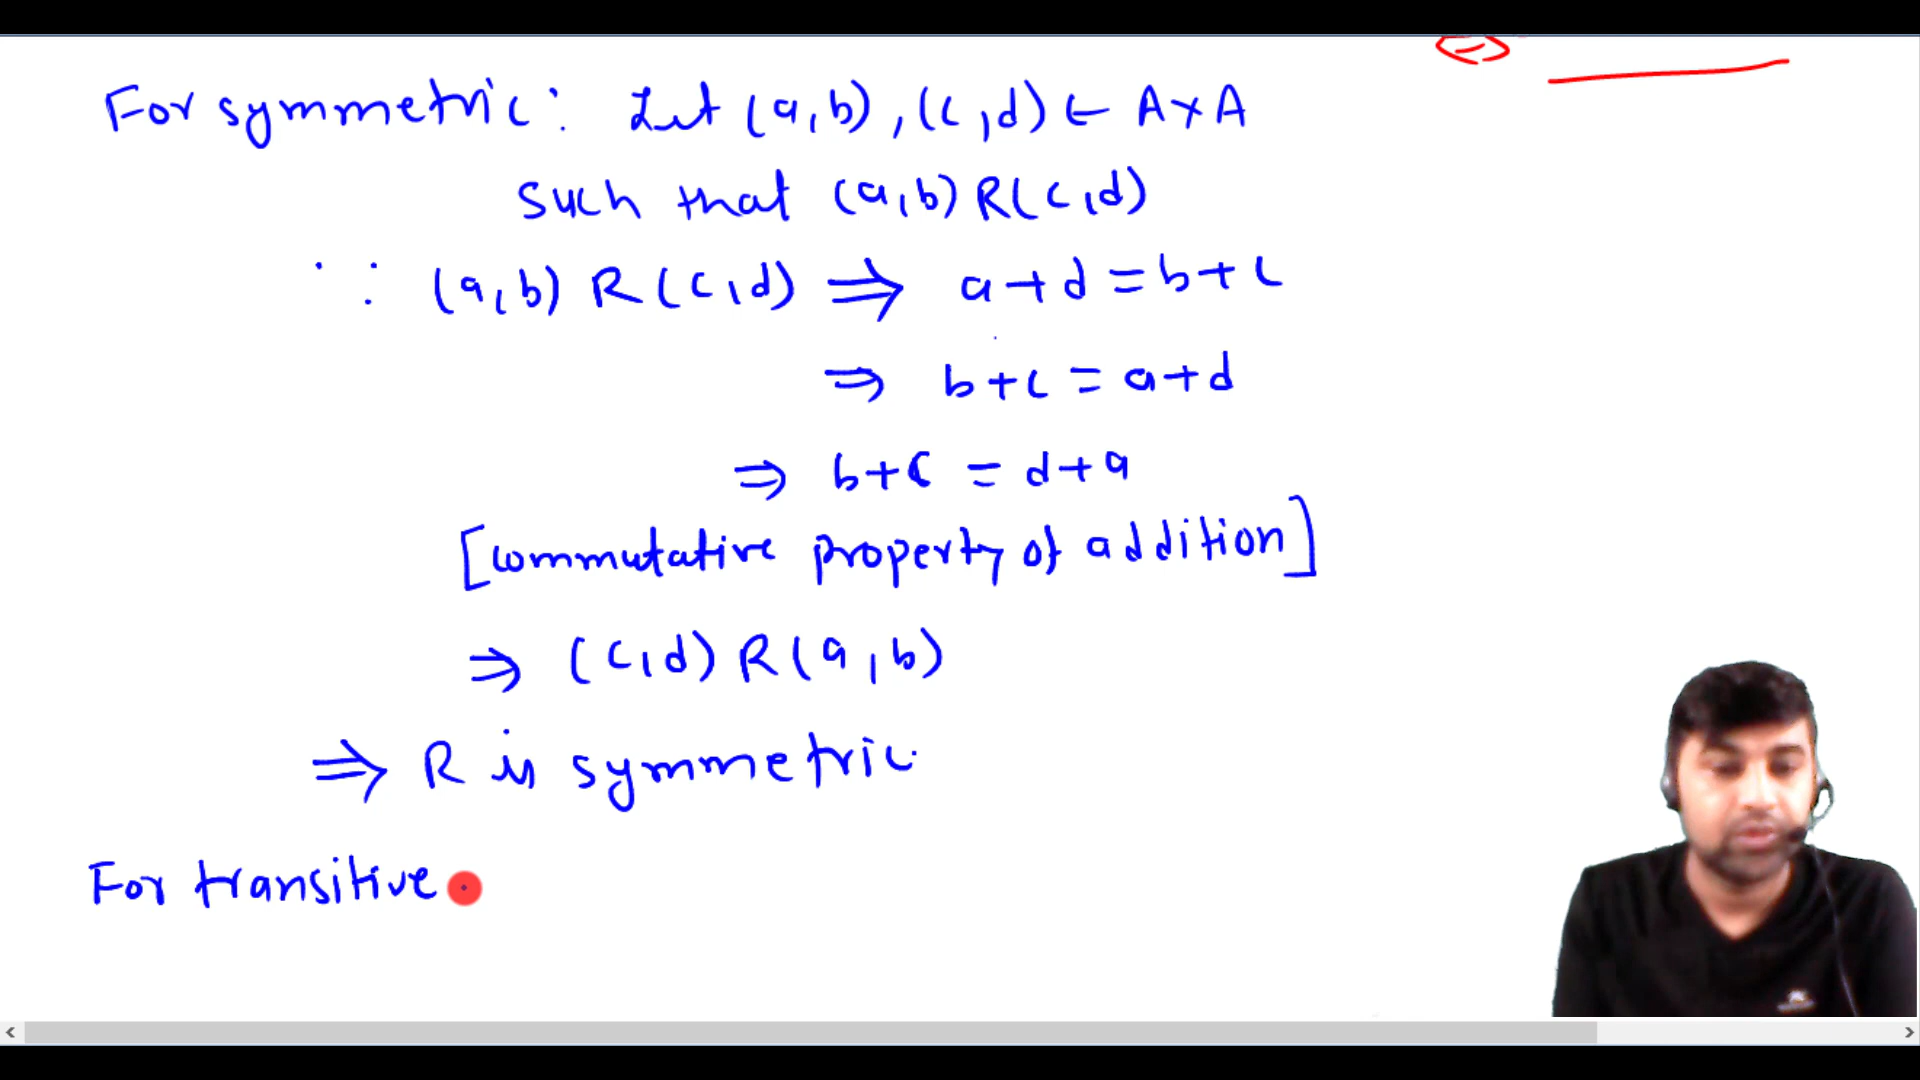 For symmetric: Let (a,b),(c,d) ∈ A×A
such that (a,b) R(c,d)
∵ (a,b) R (c,d) ⇒ a+d = b+c
⇒ b+c = a+d
⇒ b+c = d+a
[commutative property of addition]
⇒ (c,d) R (a,b)
⇒ R is symmetric.
For transitive